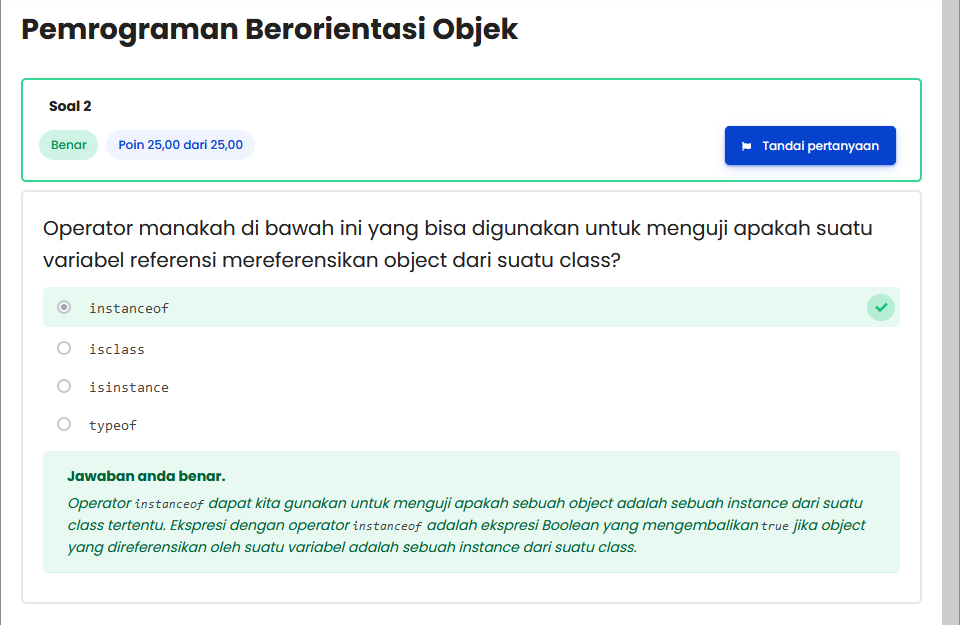 Pemrograman Berorientasi Objek
Soal 2
Benar
Poin 25,00 dari 25,00
Tandai pertanyaan
Operator manakah di bawah ini yang bisa digunakan untuk menguji apakah suatu
variabel referensi mereferensikan object dari suatu class?
instanceof
isclass
isinstance
typeof
Jawaban anda benar.
Operator instanceof dapat kita gunakan untuk menguji apakah sebuah object adalah sebuah instance dari suatu
class tertentu. Ekspresi dengan operator instanceof adalah ekspresi Boolean yang mengembalikan true jika object
yang direferensikan oleh suatu variabel adalah sebuah instance dari suatu class.